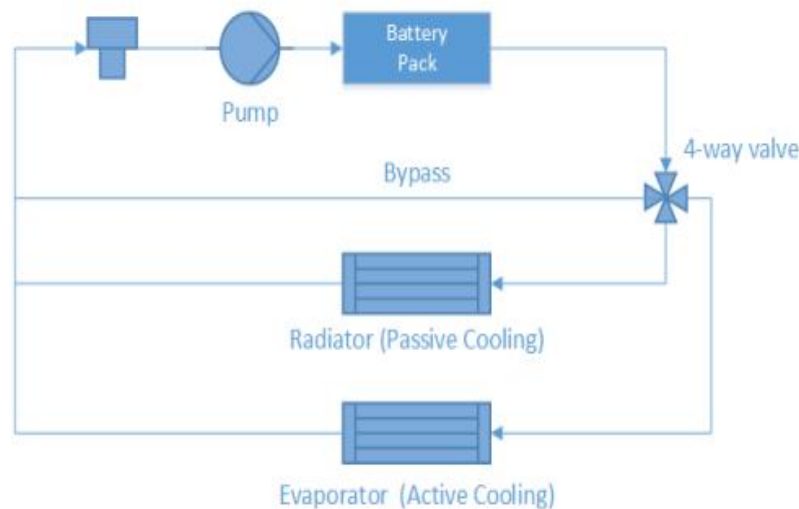 Battery
Pack
Pump
4-way valve
Bypass
Radiator (Passive Cooling)
Evaporator (Active Cooling)